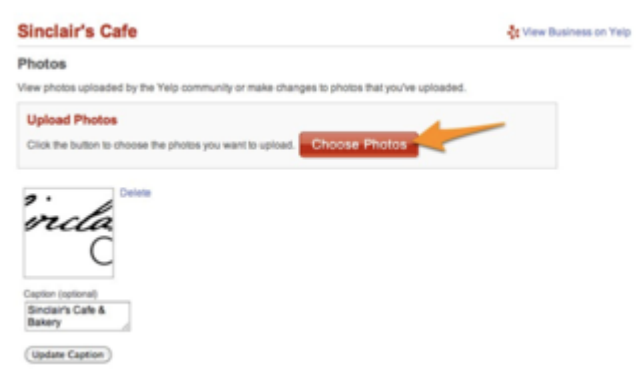 Sinclair's Cafe
View Business on Yelp
Photos
View photos uploaded by the Yelp community or make changes to photos that you've uploaded.
Upload Photos
Click the button to choose the photos you want to upload. Choose Photos
Delete
Sincla
C
Caption (optional)
Sinclair's Cafe &
Bakery
Update Caption